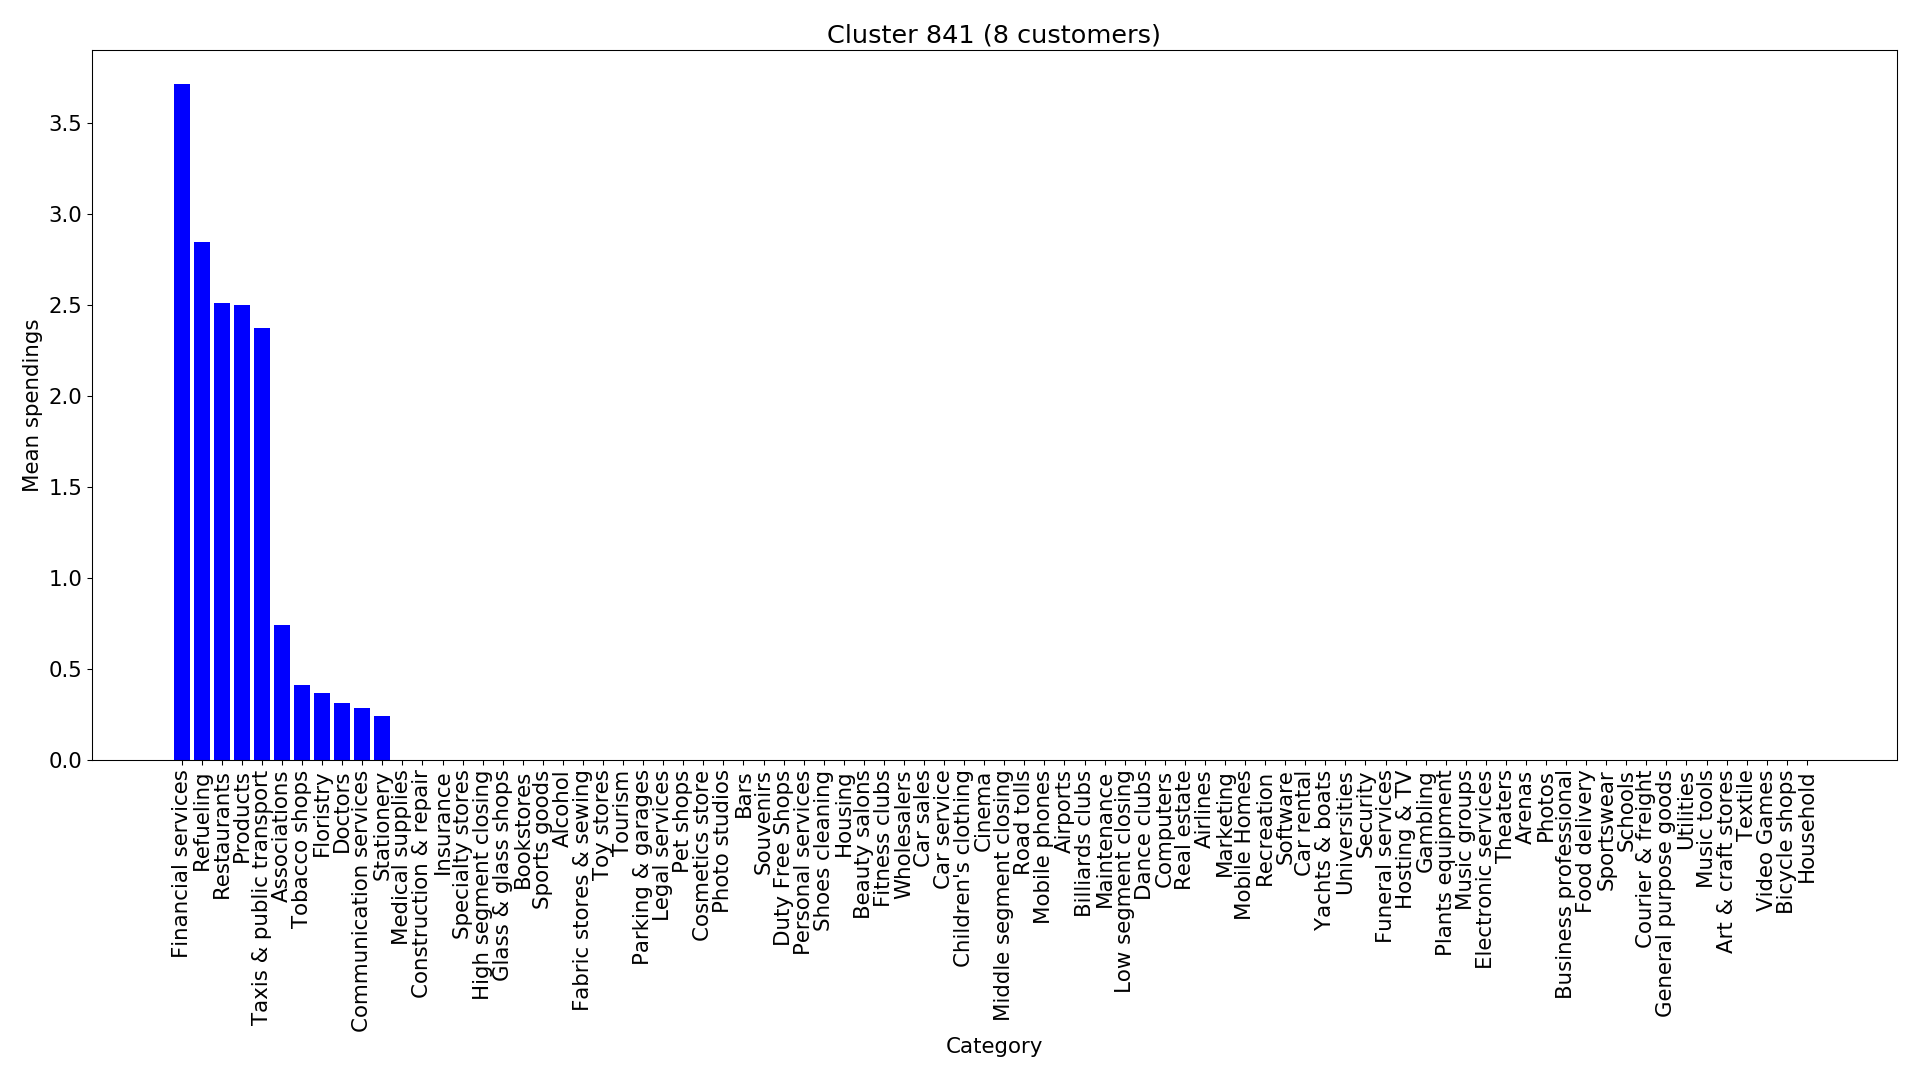 Cluster 841 (8 customers)
Mean spendings
3.5
3.0
2.5
2.0
1.5
1.0
0.5
0.0
Financial services
Refueling
Restaurants
Products
Taxis & public transport
Associations
Tobacco shops
Floristry
Doctors
Communication services
Stationery
Medical supplies
Construction & repair
Insurance
Specialty stores
High segment closing
Glass & glass shops
Bookstores
Sports goods
Alcohol
Fabric stores & sewing
Toy stores
Tourism
Parking & garages
Legal services
Pet shops
Cosmetics store
Photo studios
Bars
Souvenirs
Duty Free Shops
Personal services
Shoes cleaning
Housing
Beauty salons
Fitness clubs
Wholesalers
Car sales
Car service
Children's clothing
Cinema
Middle segment closing
Road tolls
Mobile phones
Airports
Billiards clubs
Maintenance
Low segment closing
Dance clubs
Computers
Real estate
Airlines
Marketing
Mobile Homes
Recreation
Software
Car rental
Yachts & boats
Universities
Security
Funeral services
Hosting & TV
Gambling
Plants equipment
Music groups
Electronic services
Theaters
Arenas
Photos
Business professional
Food delivery
Sportswear
Schools
Courier & freight
General purpose goods
Utilities
Music tools
Art & craft stores
Textile
Video Games
Bicycle shops
Household
Category